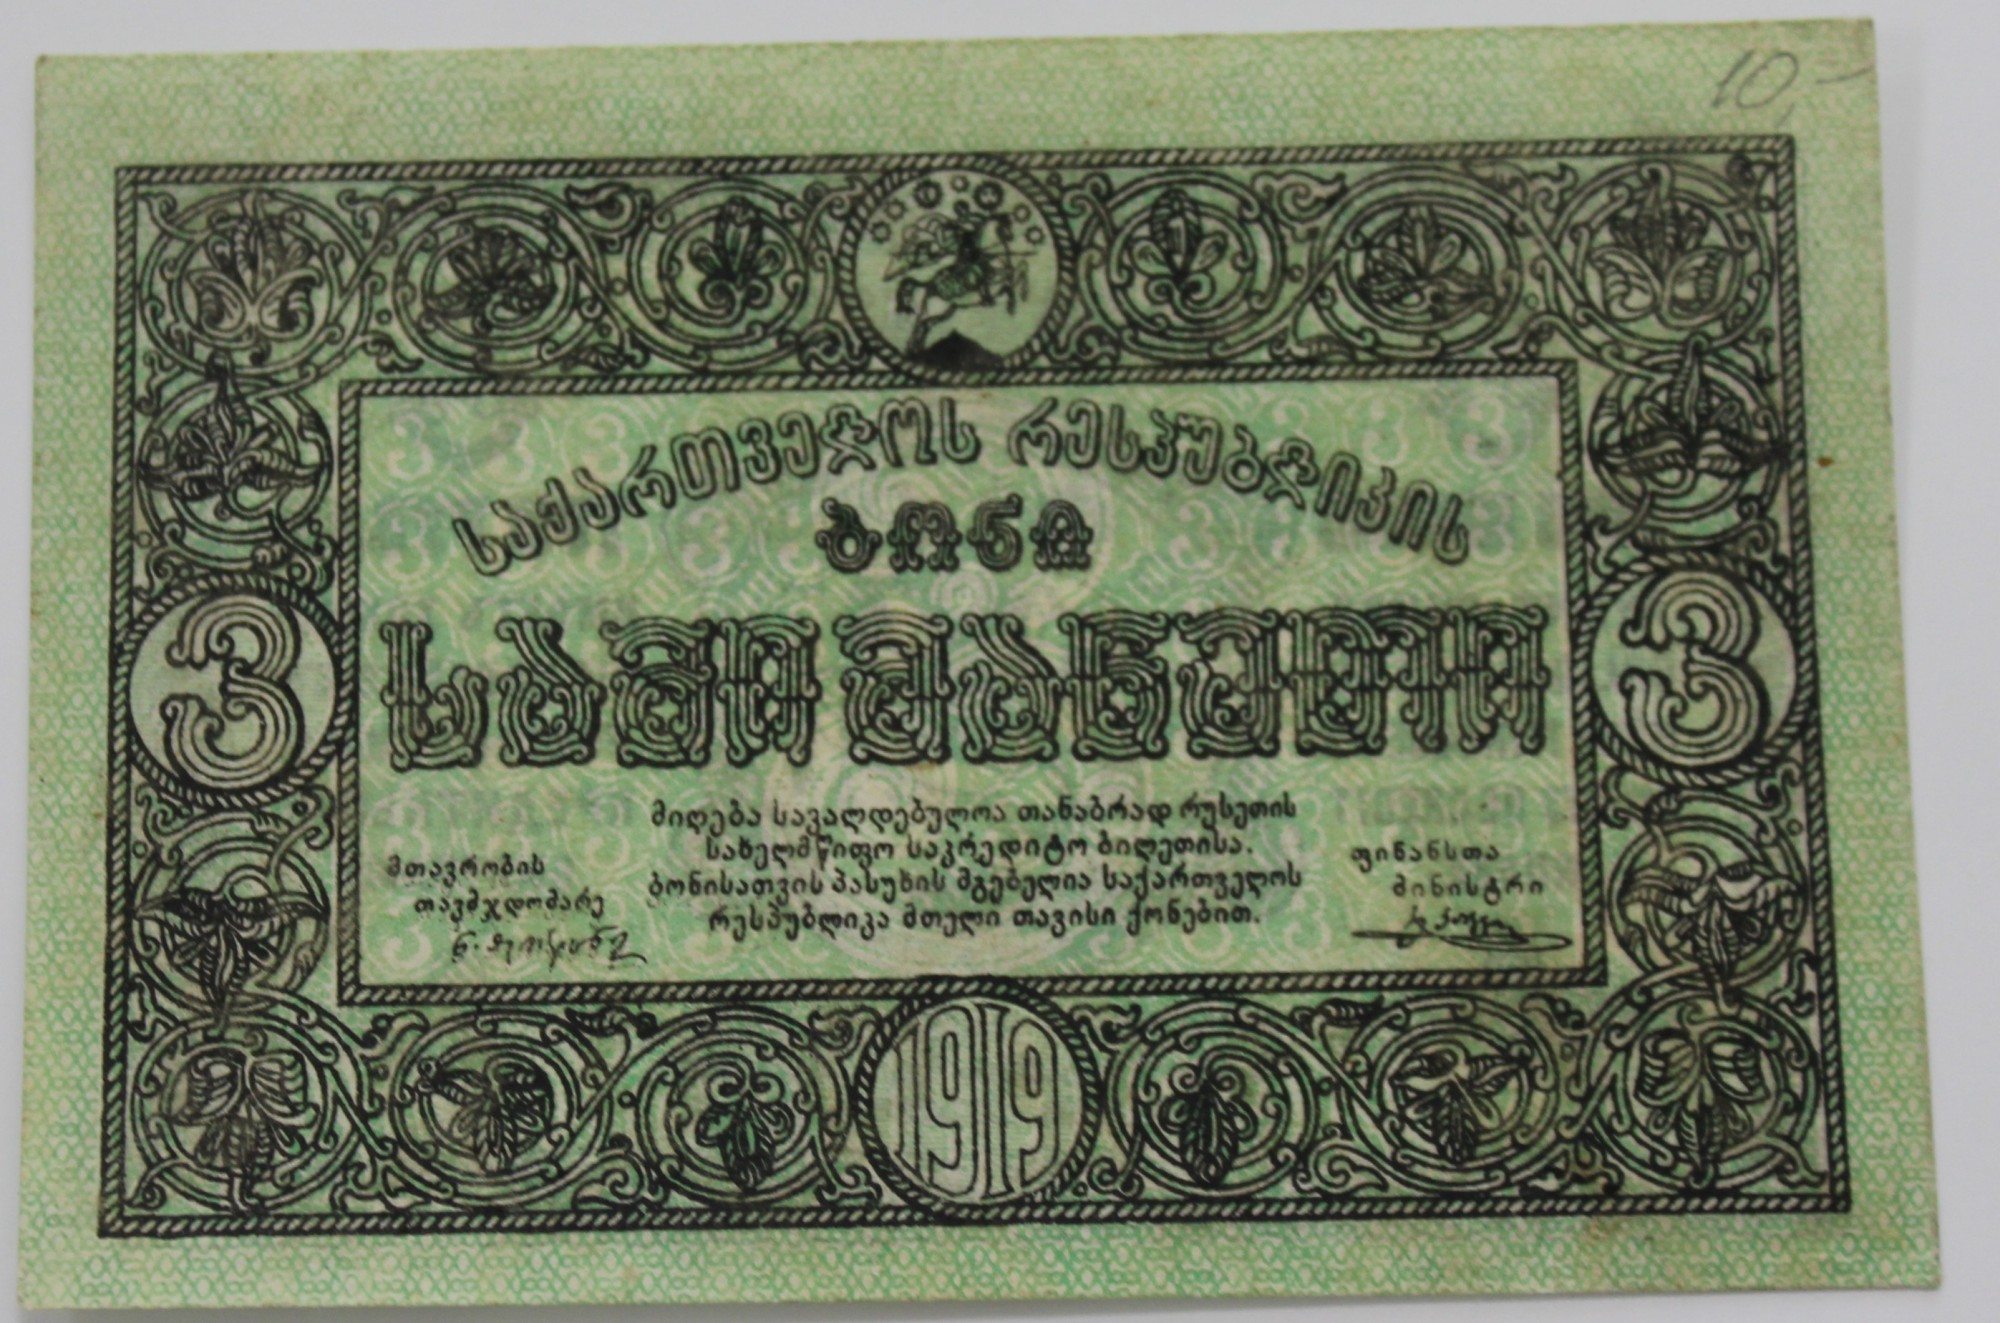 10,-
საქართველოს რესპუბლიკის
ბონი
სამი მანეთი
3
3
მიღება სავალდებულოა თანაბრად რუსეთის
სახელმწიფო საკრედიტო ბილეთისა.
ბონისათვის პასუხის მგებელია საქართველოს
რესპუბლიკა მთელი თავისი ქონებით.
მთავრობის
თავმჯდომარე
ფინანსთა
მინისტრი
1919